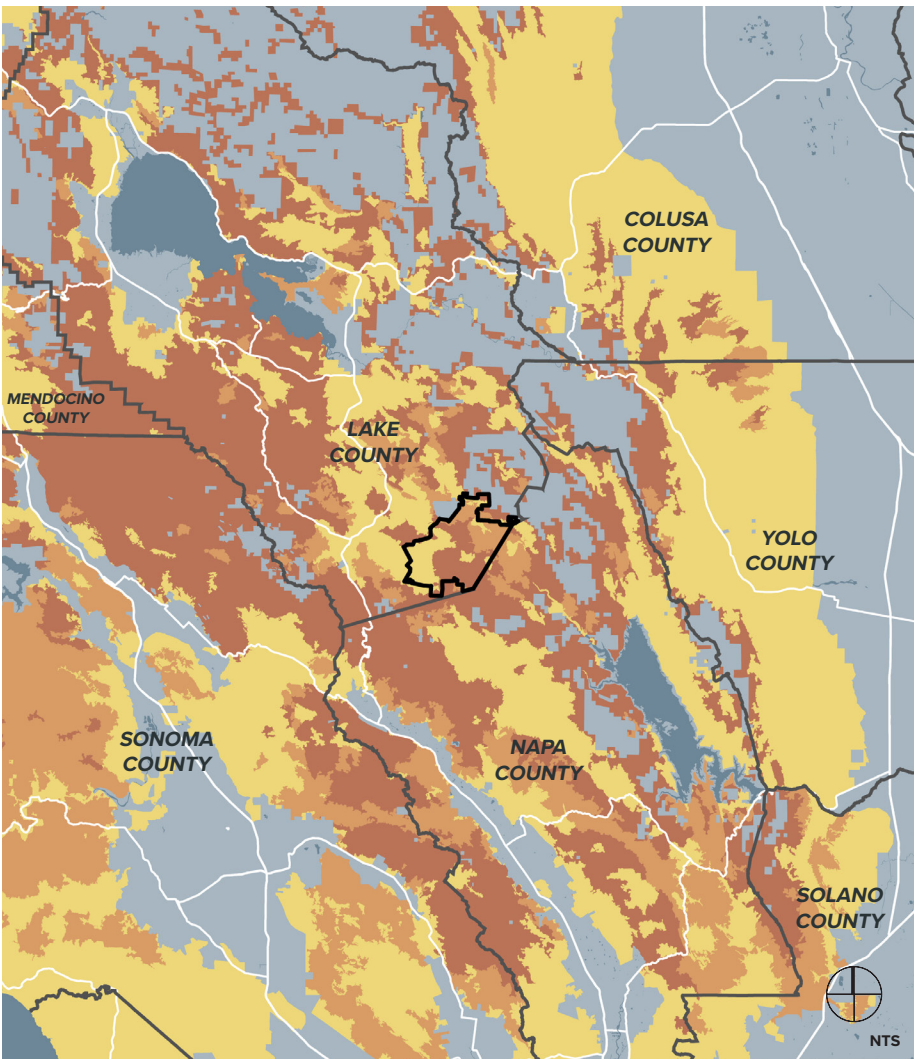 COLUSA
COUNTY
MENDOCINO
COUNTY
LAKE
COUNTY
YOLO
COUNTY
SONOMA
COUNTY
NAPA
COUNTY
SOLANO
COUNTY
NTS